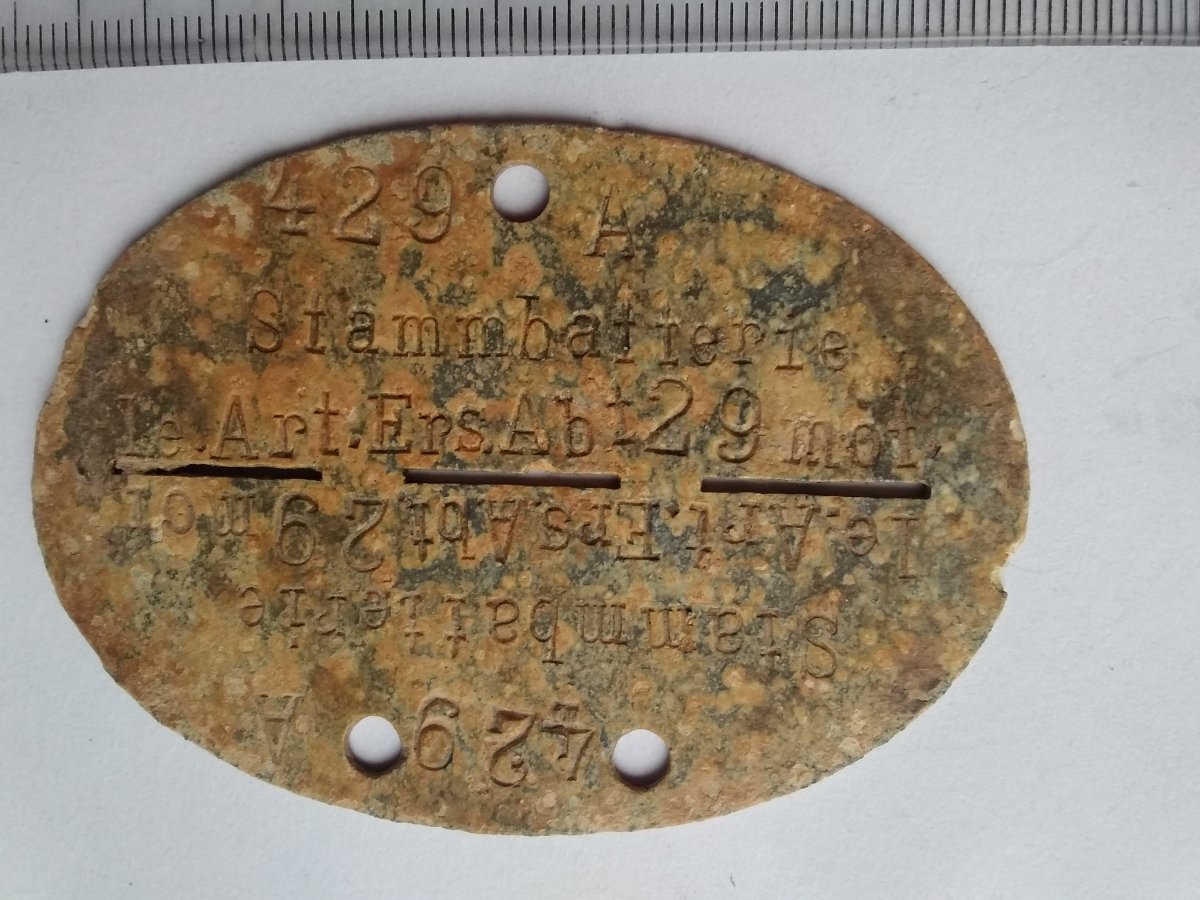 429 A
Stammbatterie
le.Art.Ers.Abt 29 mot.
le.Art.Ers.Abt 29 mot
Stammbatterie
429 A